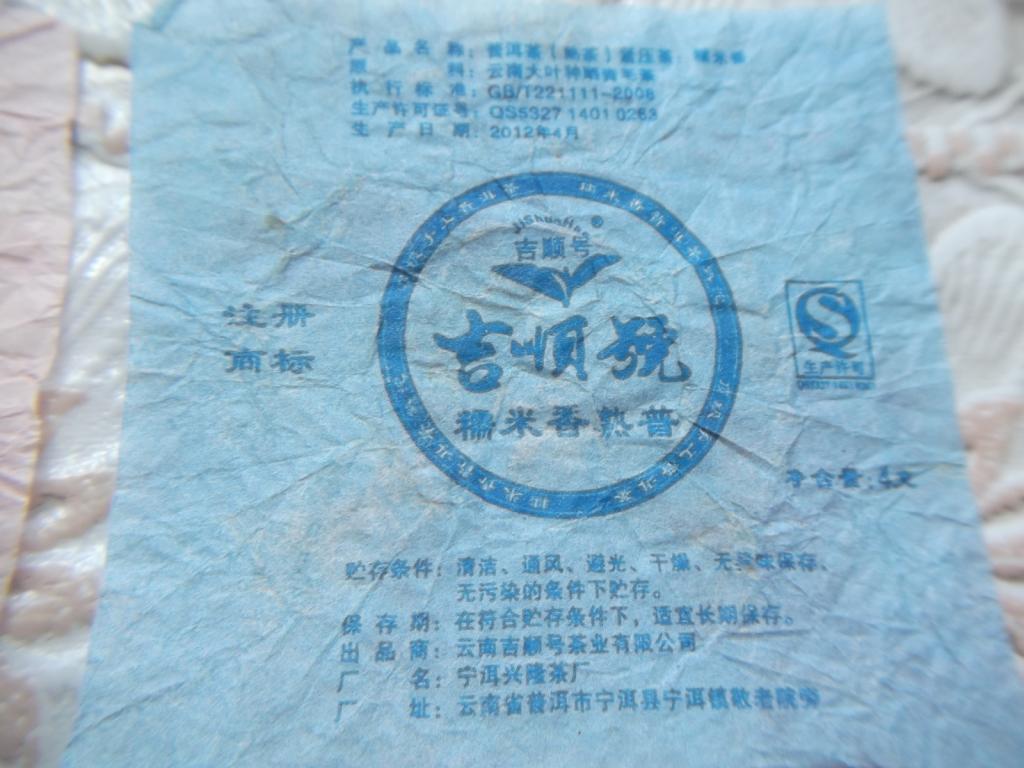 产品名称：普洱茶（熟茶）紧压茶：糯米香
原料：云南大叶种晒青毛茶
执行标准：GB/T221111-2008
生产许可证号：QS5327 1401 0263
生产日期：2012年4月
JiShunHao®
吉顺号
注册
商标
吉順號
糯米香熟普
生产许可
净含量：
贮存条件：清洁、通风、避光、干燥、无异味保存、
无污染的条件下贮存。
保存期：在符合贮存条件下，适宜长期保存。
出品商：云南吉顺号茶业有限公司
厂名：宁洱兴隆茶厂
厂址：云南省普洱市宁洱县宁洱镇敬老院旁